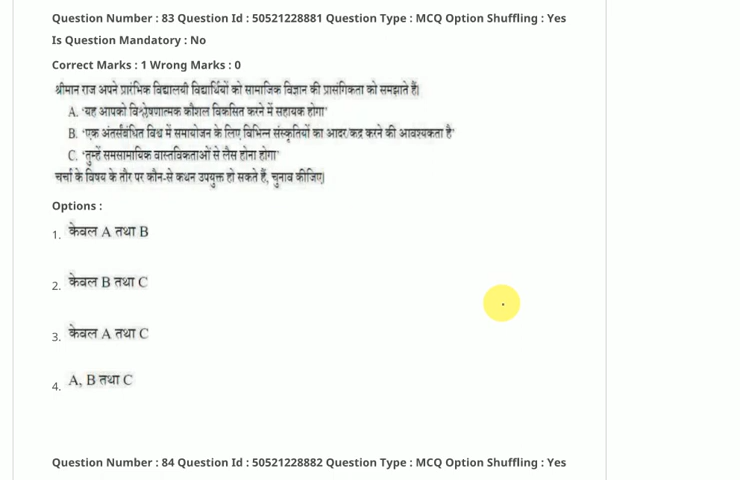 Question Number : 83 Question Id : 50521228881 Question Type : MCQ Option Shuffling : Yes
Is Question Mandatory : No
Correct Marks : 1 Wrong Marks : 0
श्रीमान राज अपने प्रारंभिक विद्यालयी विद्यार्थियों को सामाजिक विज्ञान की प्रासंगिकता को समझाते हैं।
A. 'यह आपको विश्लेषणात्मक कौशल विकसित करने में सहायक होगा'
B. 'एक अंतर्संबंधित विश्व में समायोजन के लिए विभिन्न संस्कृतियों का आदर/कद्र करने की आवश्यकता है'
C. 'तुम्हें समसामायिक वास्तविकताओं से लैस होना होगा'
चर्चा के विषय के तौर पर कौन-से कथन उपयुक्त हो सकते हैं, चुनाव कीजिए।
Options :
1. केवल A तथा B
2. केवल B तथा C
3. केवल A तथा C
4. A, B तथा C
Question Number : 84 Question Id : 50521228882 Question Type : MCQ Option Shuffling : Yes